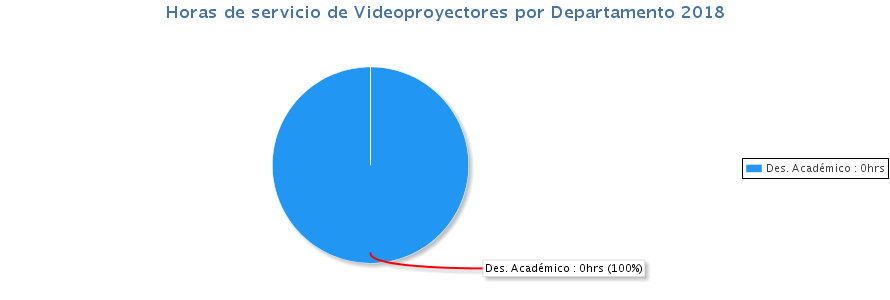 Horas de servicio de Videoproyectores por Departamento 2018
Des. Académico : 0hrs
Des. Académico : 0hrs (100%)